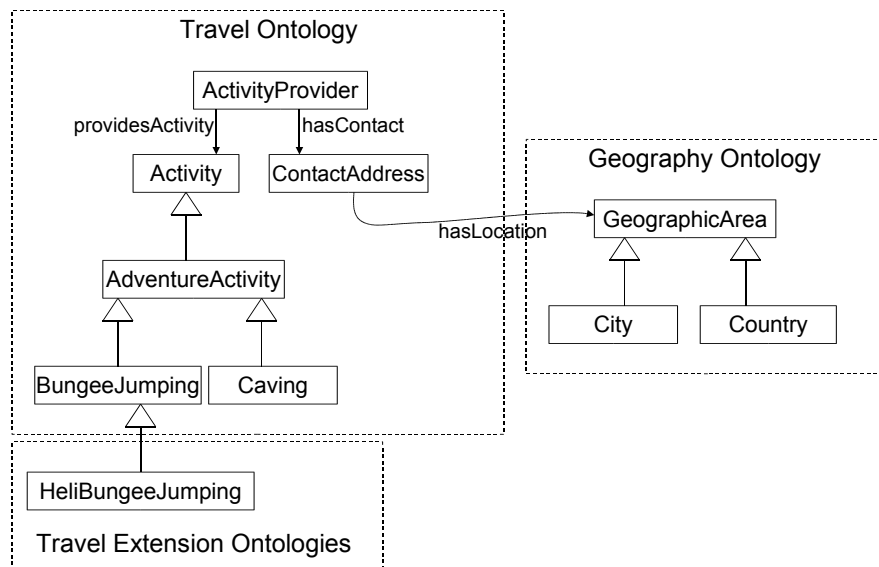 Travel Ontology
ActivityProvider
providesActivity
hasContact
Activity
ContactAddress
Geography Ontology
GeographicArea
hasLocation
AdventureActivity
City
Country
BungeeJumping
Caving
HeliBungeeJumping
Travel Extension Ontologies